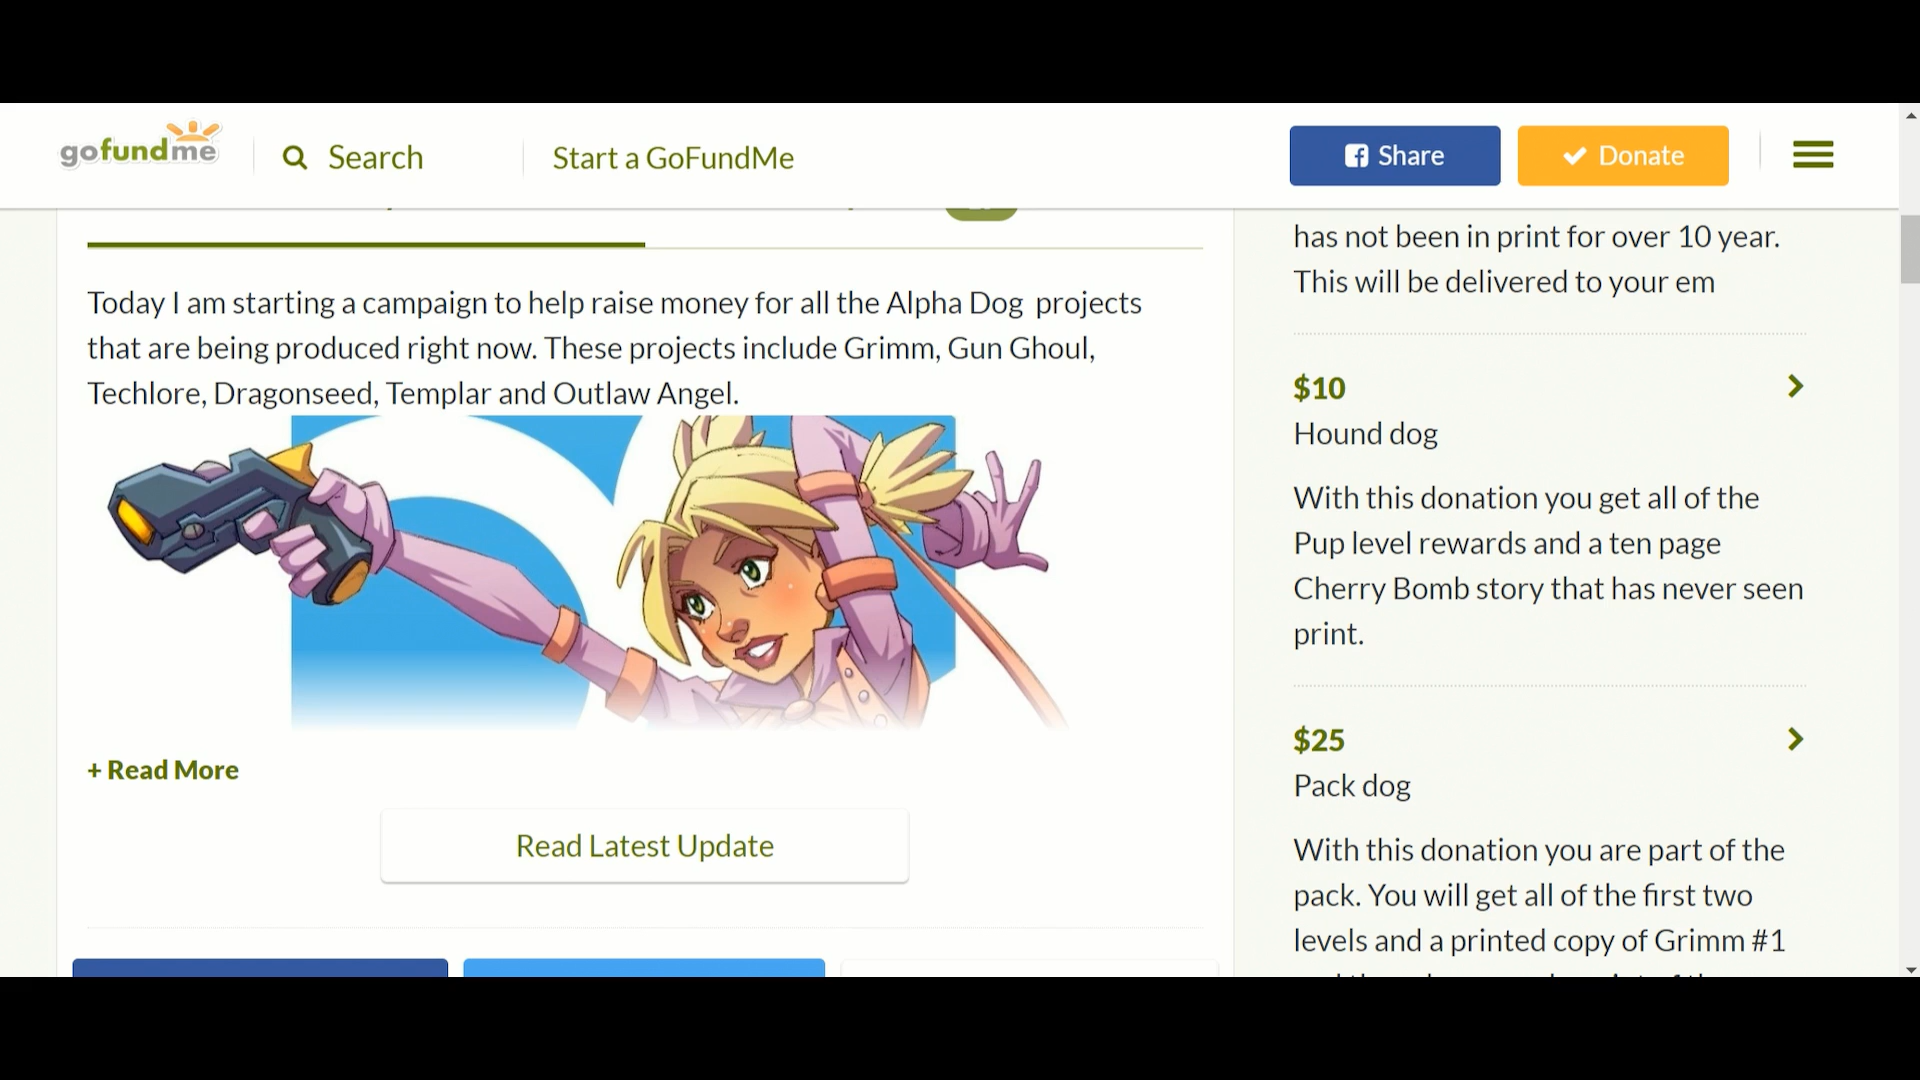 gofundme
Search
Start a GoFundMe
Share
Donate
Today I am starting a campaign to help raise money for all the Alpha Dog projects
that are being produced right now. These projects include Grimm, Gun Ghoul,
Techlore, Dragonseed, Templar and Outlaw Angel.
+ Read More
Read Latest Update
has not been in print for over 10 year.
This will be delivered to your em
$10
Hound dog
With this donation you get all of the
Pup level rewards and a ten page
Cherry Bomb story that has never seen
print.
$25
Pack dog
With this donation you are part of the
pack. You will get all of the first two
levels and a printed copy of Grimm #1